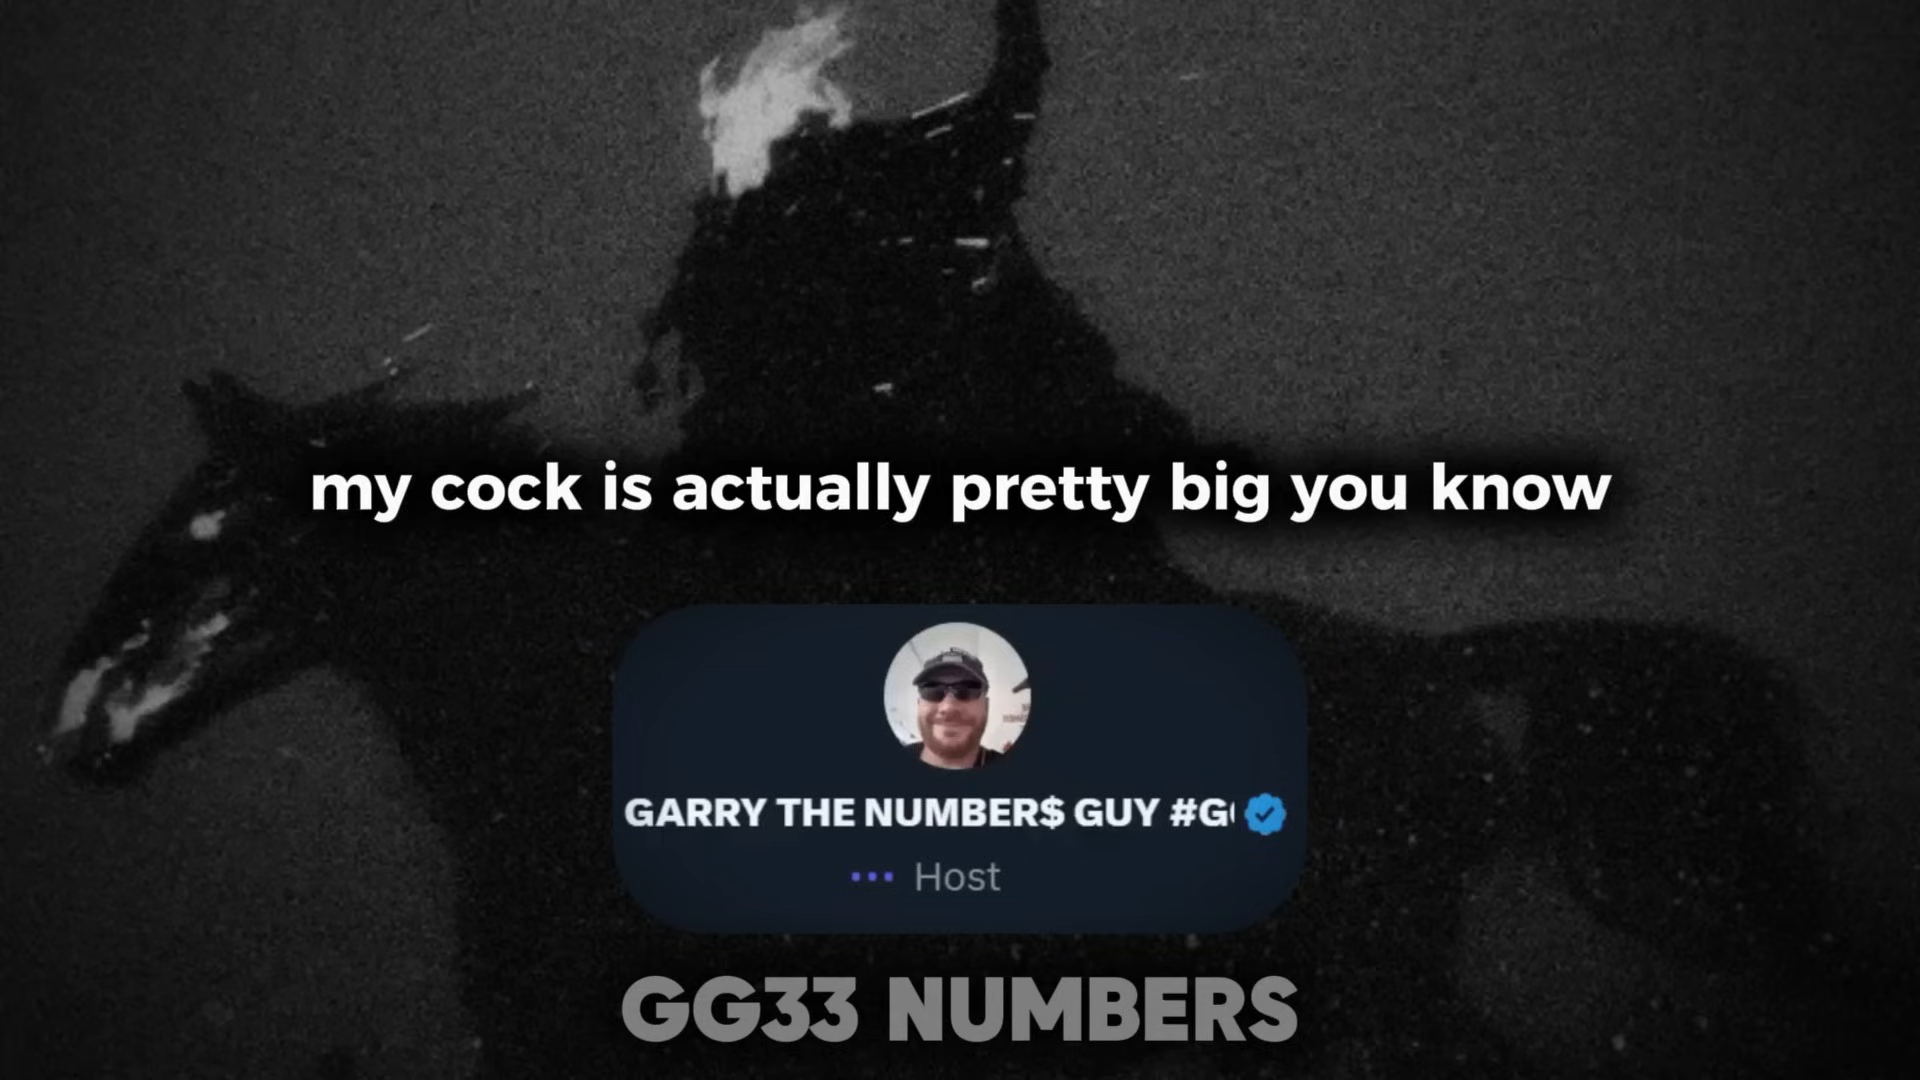 my cock is actually pretty big you know
GARRY THE NUMBER$ GUY #G
Host
GG33 NUMBERS